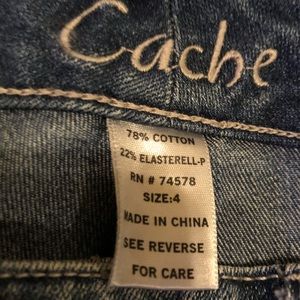 Cache
78% COTTON
22% ELASTERELL-P
RN # 74578
SIZE:4
MADE IN CHINA
SEE REVERSE
FOR CARE